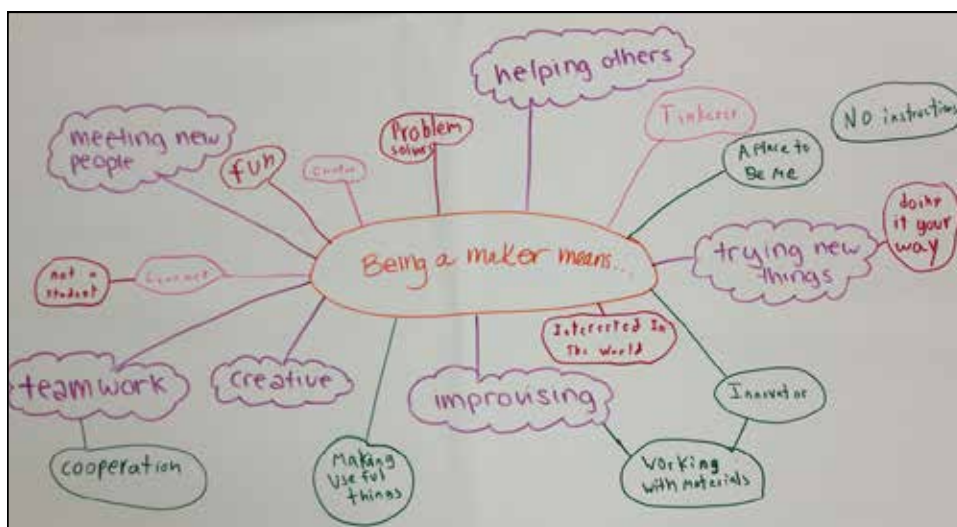 helping others
meeting new
people
fun
Problem
solver
Tinkerer
A place to
Be Me
NO instructions
doing
it your
way
Being a maker means...
trying new
things
not a
student
Learner
Interested In
The World
teamwork
creative
improvising
Innovator
cooperation
Making
useful
things
Working
with Materials